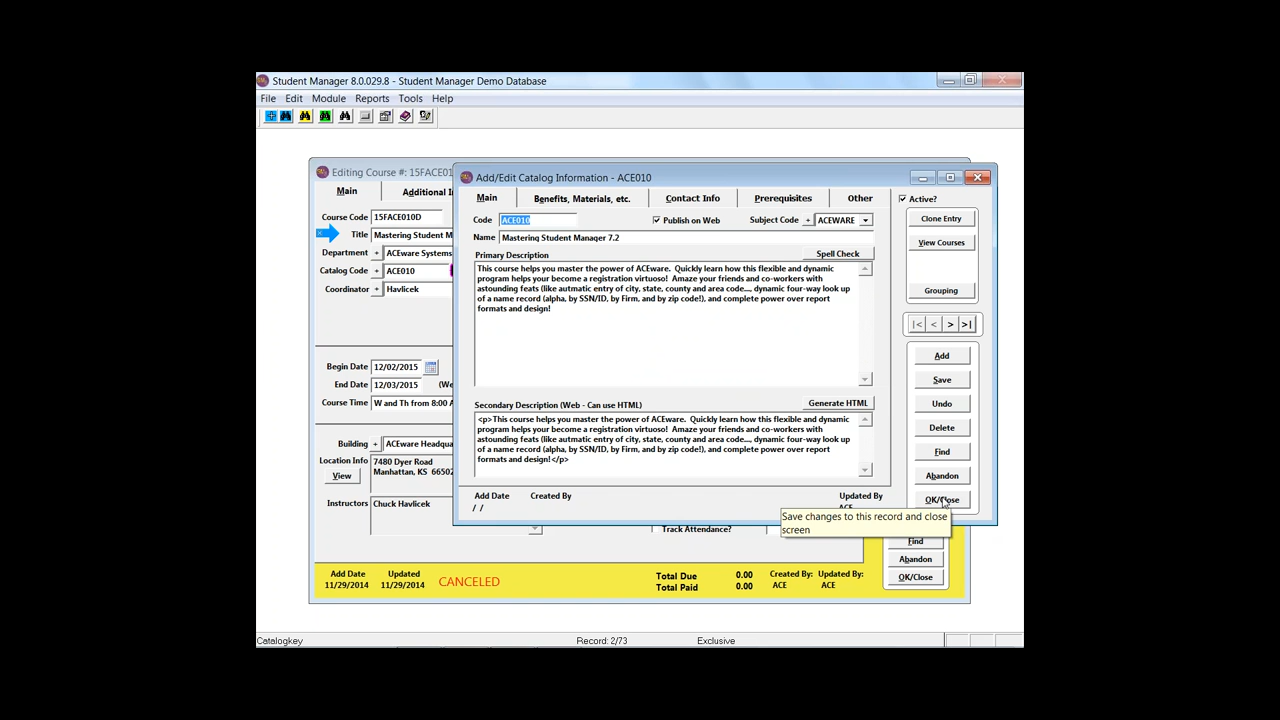 Student Manager 8.0.029.8 - Student Manager Demo Database
File Edit Module Reports Tools Help
Editing Course #: 15FACE01
Main Additional I
Course Code 15FACE010D
Title Mastering Student M
Department + ACEware Systems
Catalog Code + ACE010
Coordinator + Havlicek
Begin Date 12/02/2015
End Date 12/03/2015 (We
Course Time W and Th from 8:00 A
Building + ACEware Headqua
Location Info 7480 Dyer Road
View Manhattan, KS 6650
Instructors Chuck Havlicek
Track Attendance?
Add/Edit Catalog Information - ACE010
Main Benefits, Materials, etc. Contact Info Prerequisites Other
Code ACE010 Publish on Web Subject Code + ACEWARE
Name Mastering Student Manager 7.2
Primary Description Spell Check
This course helps you master the power of ACEware. Quickly learn how this flexible and dynamic
program helps your become a registration virtuoso! Amaze your friends and co-workers with
astounding feats (like autmatic entry of city, state, county and area code..., dynamic four-way look up
of a name record (alpha, by SSN/ID, by Firm, and by zip code!), and complete power over report
formats and design!
Secondary Description (Web - Can use HTML) Generate HTML
<p>This course helps you master the power of ACEware. Quickly learn how this flexible and dynamic
program helps your become a registration virtuoso! Amaze your friends and co-workers with
astounding feats (like autmatic entry of city, state, county and area code..., dynamic four-way look up
of a name record (alpha, by SSN/ID, by Firm, and by zip code!), and complete power over report
formats and design!</p>
Add Date Created By Updated By
/ / ACE
Active?
Clone Entry
View Courses
Grouping
|< < > >|
Add
Save
Undo
Delete
Find
Abandon
OK/Close
Save changes to this record and close
screen
Find
Abandon
OK/Close
Add Date Updated CANCELED Total Due 0.00 Created By: Updated By:
11/29/2014 11/29/2014 Total Paid 0.00 ACE ACE
Catalogkey Record: 2/73 Exclusive